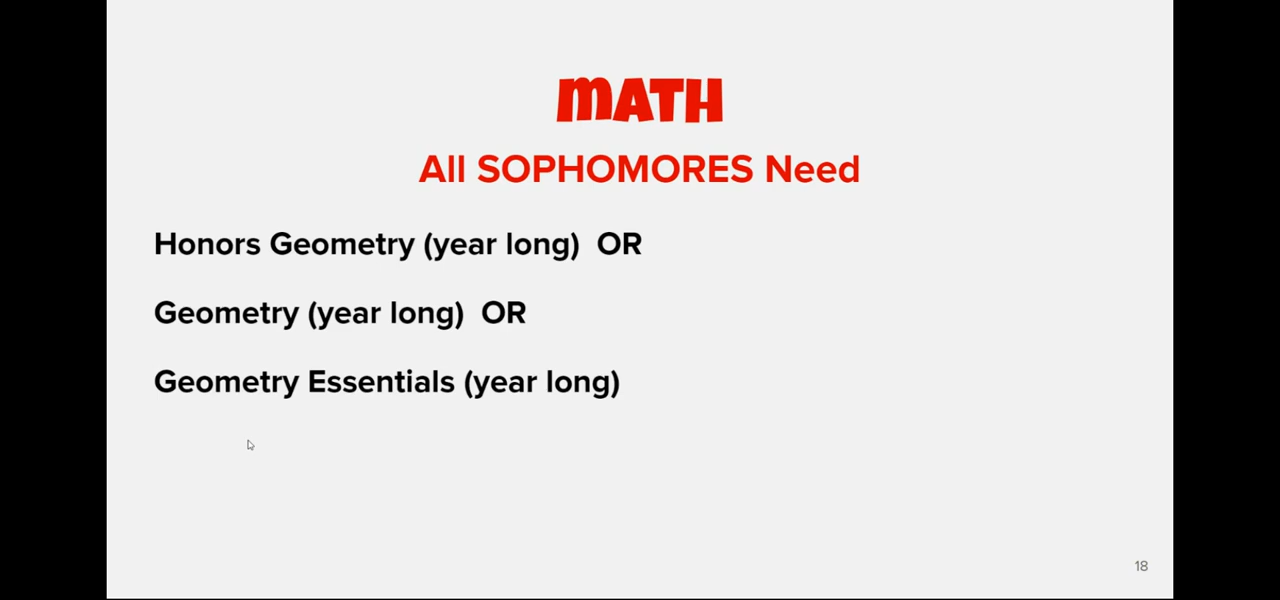 MATH
All SOPHOMORES Need
Honors Geometry (year long) OR
Geometry (year long) OR
Geometry Essentials (year long)
18